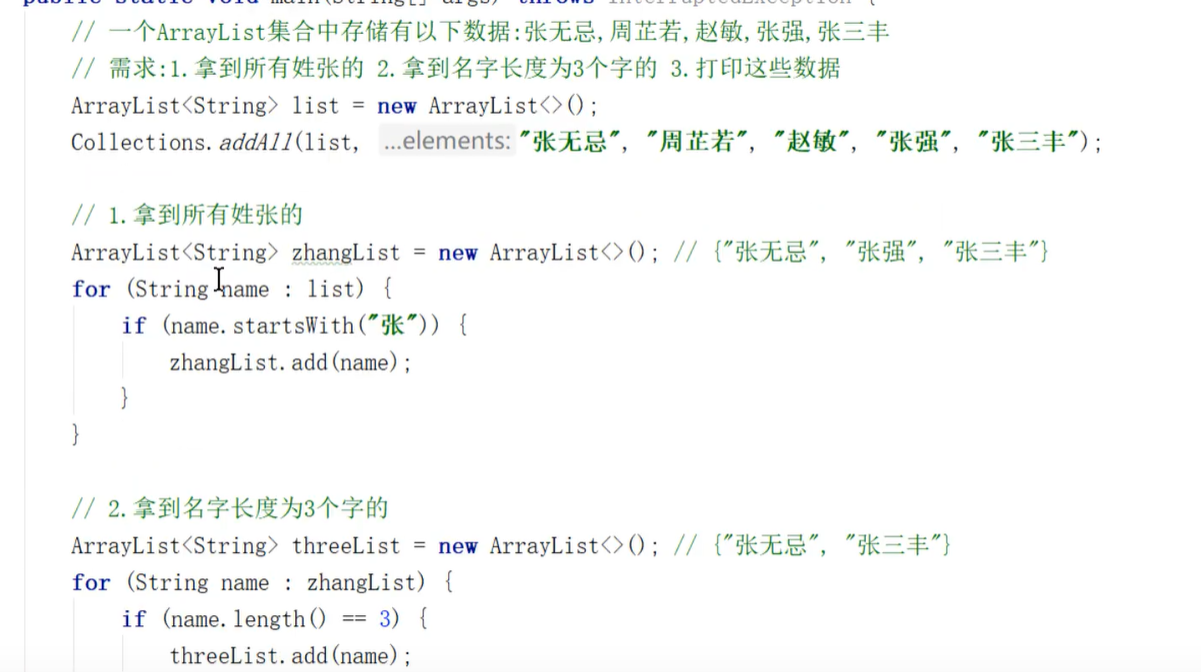 public static void main(String[] args) throws InterruptedException {
// 一个ArrayList集合中存储有以下数据:张无忌,周芷若,赵敏,张强,张三丰
// 需求:1.拿到所有姓张的 2.拿到名字长度为3个字的 3.打印这些数据
ArrayList<String> list = new ArrayList<>();
Collections.addAll(list, ...elements: "张无忌", "周芷若", "赵敏", "张强", "张三丰");
// 1.拿到所有姓张的
ArrayList<String> zhangList = new ArrayList<>(); // {"张无忌", "张强", "张三丰"}
for (String name : list) {
if (name.startsWith("张")) {
zhangList.add(name);
}
}
// 2.拿到名字长度为3个字的
ArrayList<String> threeList = new ArrayList<>(); // {"张无忌", "张三丰"}
for (String name : zhangList) {
if (name.length() == 3) {
threeList.add(name);